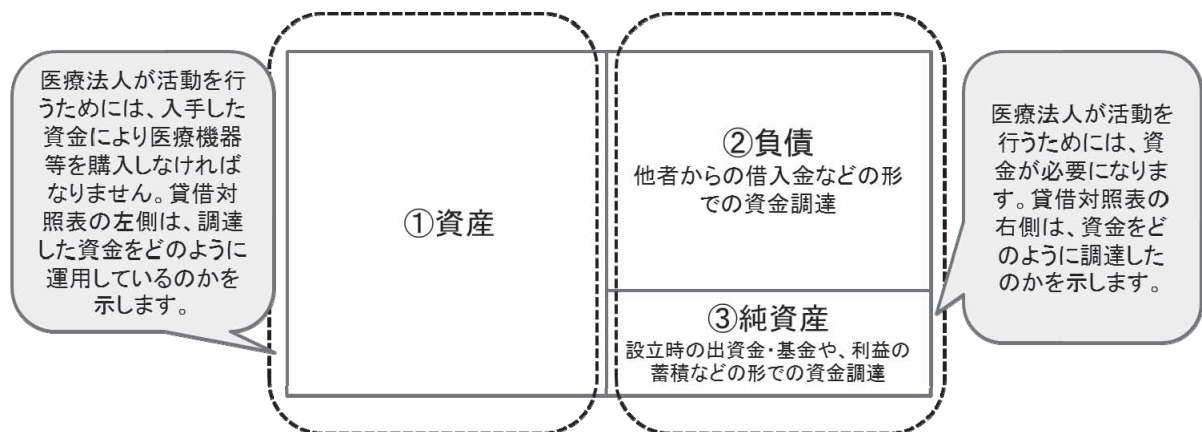 医療法人が活動を行
うためには、入手した
資金により医療機器
等を購入しなければ
なりません。貸借対
照表の左側は、調達
した資金をどのように
運用しているのかを
示します。
①資産
②負債
他者からの借入金などの形
での資金調達
③純資産
設立時の出資金・基金や、利益の
蓄積などの形での資金調達
医療法人が活動を
行うためには、資
金が必要になりま
す。貸借対照表の
右側は、資金をど
のように調達した
のかを示します。